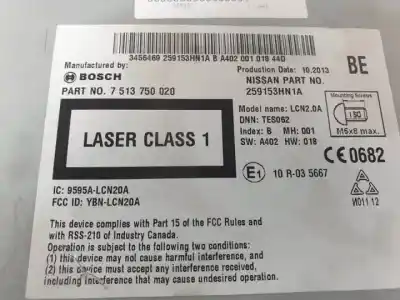 3456469 259153HN1A B A402 001 018 44D
Manufactured by:
BOSCH
PART NO. 7 513 750 020
Production Date: 10.2013
NISSAN PART NO.
259153HN1A
BE
Model name: LCN2.0A
DNN: TES062
Index: B MH: 001
SW: A402 HW: 018
Mounting Screws
M5x8 max.
LASER CLASS 1
CE0682
E1 10 R-03 5667
IC: 9595A-LCN20A
FCC ID: YBN-LCN20A
This device complies with Part 15 of the FCC Rules and
with RSS-210 of Industry Canada.
Operation is subject to the following two conditions:
(1) this device may not cause harmful interference, and
(2) this device must accept any interference received,
including interference that may cause undesired operation.